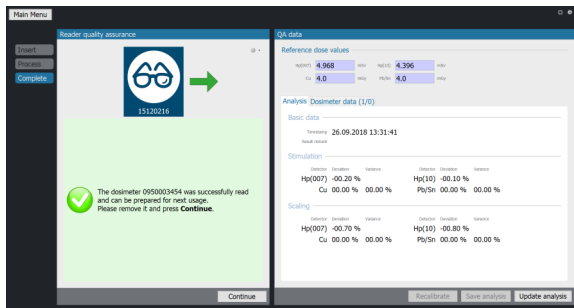 Main Menu
Reader quality assurance
Insert
Process
Complete
15120216
The dosimeter 0950003454 was successfully read
and can be prepared for next usage.
Please remove it and press Continue.
Continue
QA data
Reference dose values
Hp(007) 4.968 mSv Hp(10) 4.396 mSv
Cu 4.0 mGy Pb/Sn 4.0 mGy
Analysis Dosimeter data (1/0)
Basic data
Timestamp 26.09.2018 13:31:41
Result remark
Stimulation
Detector Deviation Variance Detector Deviation Variance
Hp(007) -00.20 % Hp(10) -00.10 %
Cu 00.00 % 00.00 % Pb/Sn 00.00 % 00.00 %
Scaling
Detector Deviation Variance Detector Deviation Variance
Hp(007) -00.70 % Hp(10) -00.80 %
Cu 00.00 % 00.00 % Pb/Sn 00.00 % 00.00 %
Recalibrate Save analysis Update analysis